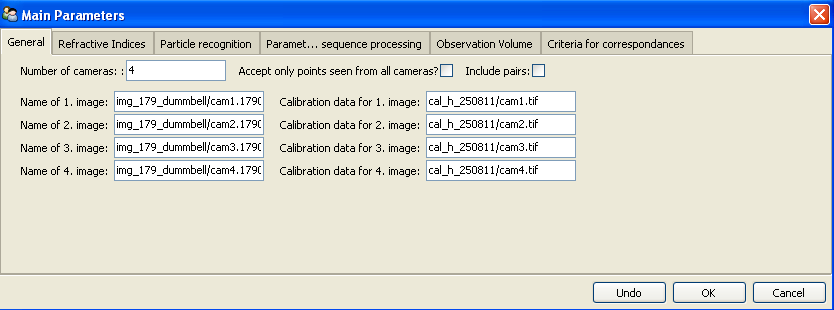 Main Parameters
General Refractive Indices Particle recognition Paramet... sequence processing Observation Volume Criteria for correspondances
Number of cameras: : 4 Accept only points seen from all cameras? Include pairs:
Name of 1. image: img_179_dummbell/cam1.1790 Calibration data for 1. image: cal_h_250811/cam1.tif
Name of 2. image: img_179_dummbell/cam2.1790 Calibration data for 2. image: cal_h_250811/cam2.tif
Name of 3. image: img_179_dummbell/cam3.1790 Calibration data for 3. image: cal_h_250811/cam3.tif
Name of 4. image: img_179_dummbell/cam4.1790 Calibration data for 4. image: cal_h_250811/cam4.tif
Undo OK Cancel